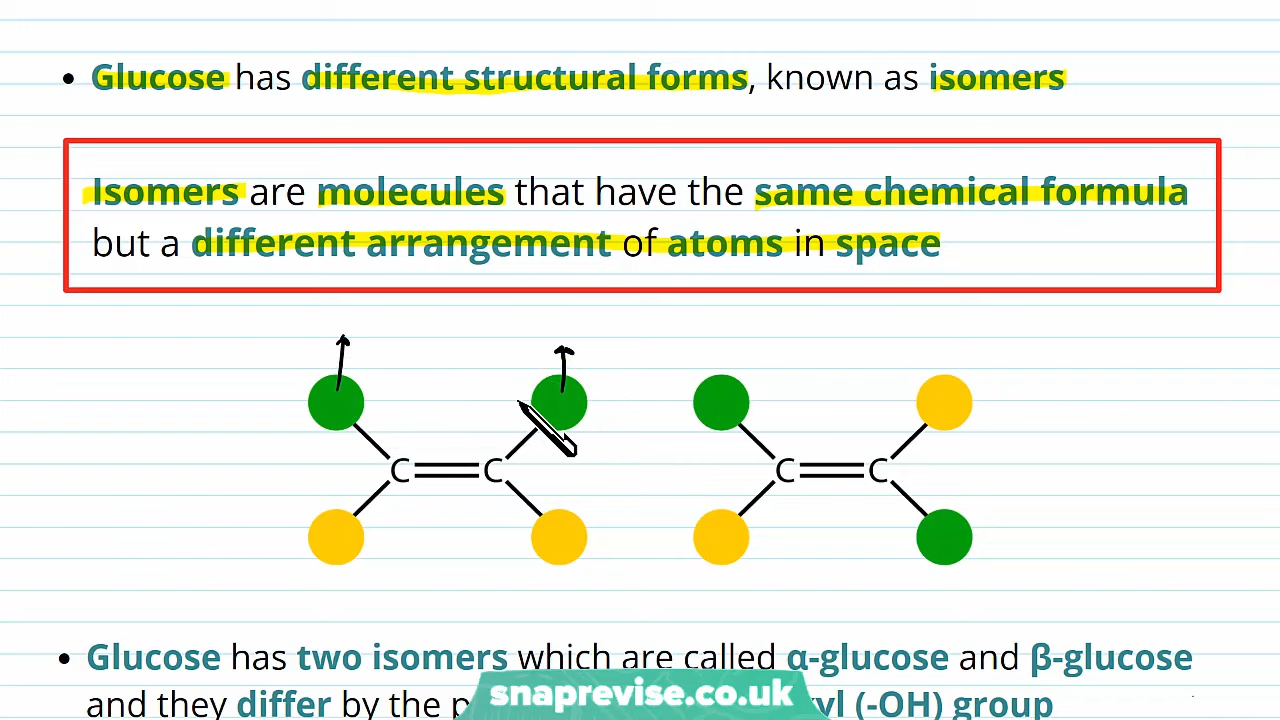 • Glucose has different structural forms, known as isomers
Isomers are molecules that have the same chemical formula
but a different arrangement of atoms in space
C C C C
• Glucose has two isomers which are called α-glucose and β-glucose
and they differ by the (-OH) group
snaprevise.co.uk